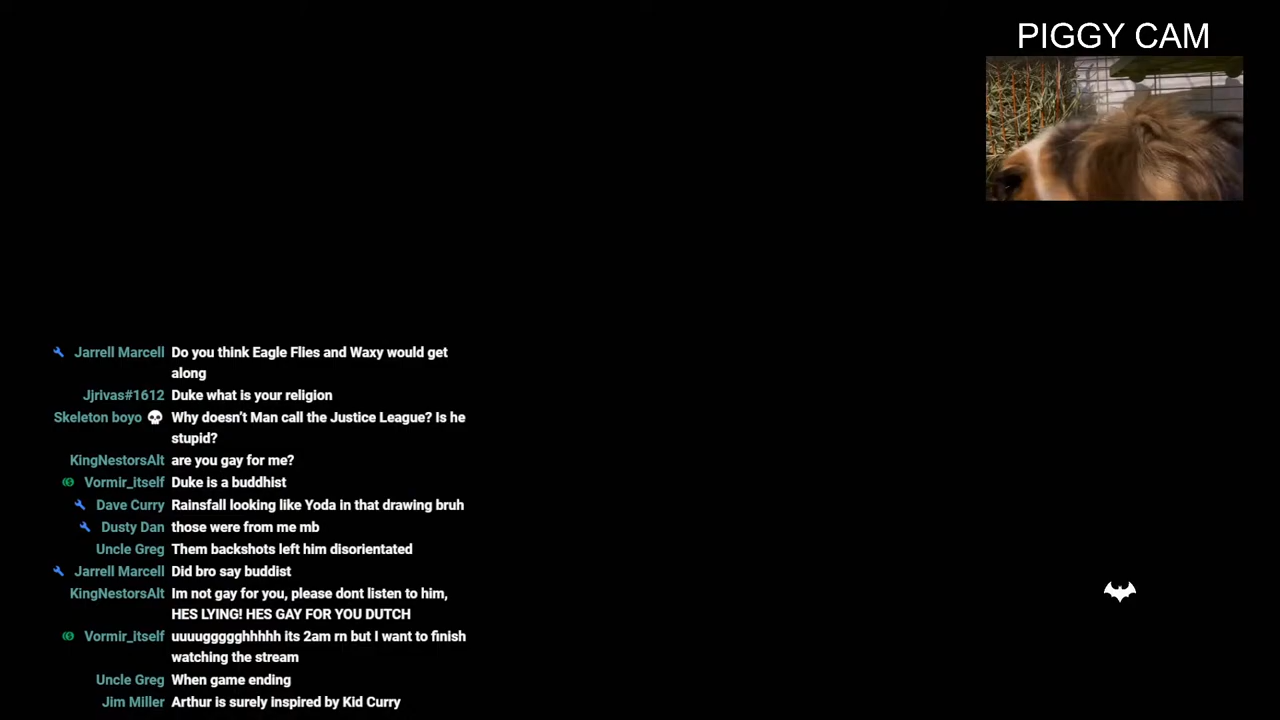 PIGGY CAM
Jarrell Marcell Do you think Eagle Flies and Waxy would get
along
Jjrivas#1612 Duke what is your religion
Skeleton boyo 💀 Why doesn't Man call the Justice League? Is he
stupid?
KingNestorsAlt are you gay for me?
Vormir_itself Duke is a buddhist
Dave Curry Rainsfall looking like Yoda in that drawing bruh
Dusty Dan those were from me mb
Uncle Greg Them backshots left him disorientated
Jarrell Marcell Did bro say buddist
KingNestorsAlt Im not gay for you, please dont listen to him,
HES LYING! HES GAY FOR YOU DUTCH
Vormir_itself uuuuggggghhhhh its 2am rn but I want to finish
watching the stream
Uncle Greg When game ending
Jim Miller Arthur is surely inspired by Kid Curry